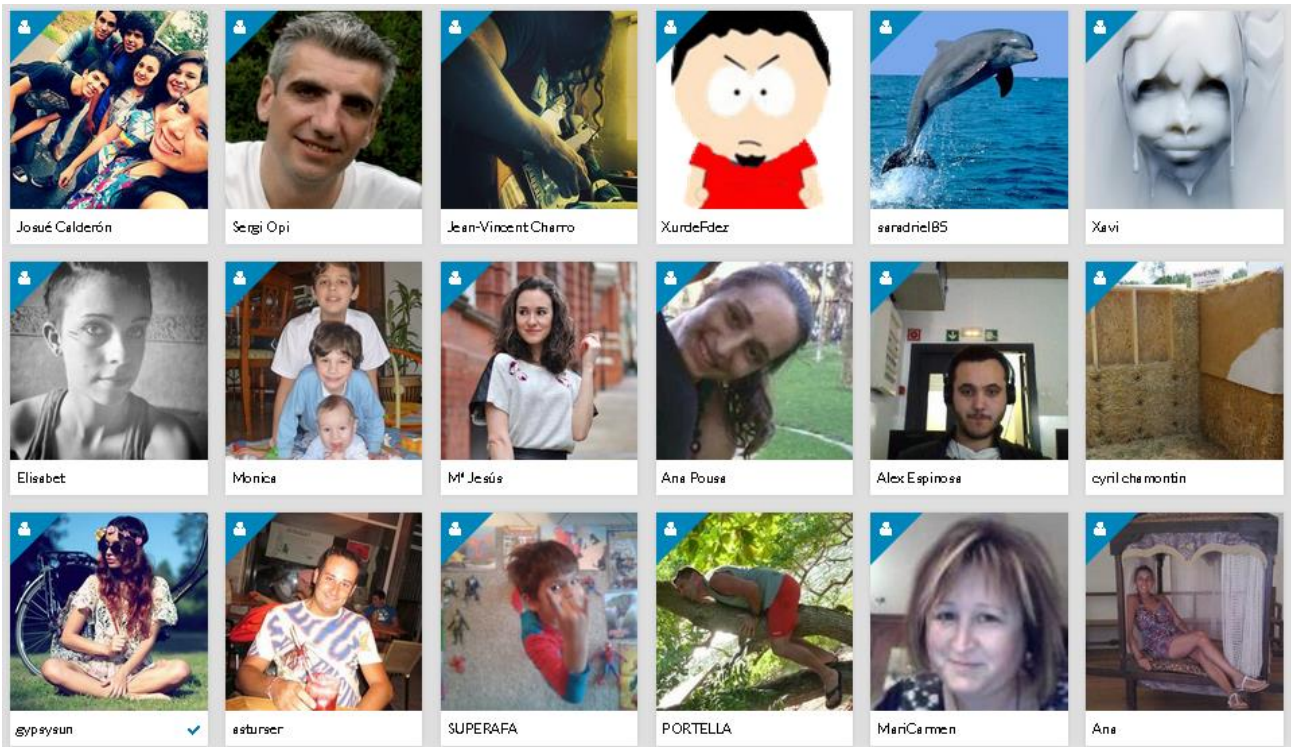 Josué Calderón
Sergi Opi
Jean-Vincent Charro
XurdeFdez
saradriel85
Xavi
Elisabet
Monica
Mª Jesús
Ana Pousa
Alex Espinosa
cyril chamontin
gypsysun
asturser
SUPERAFA
PORTELLA
MariCarmen
Ana